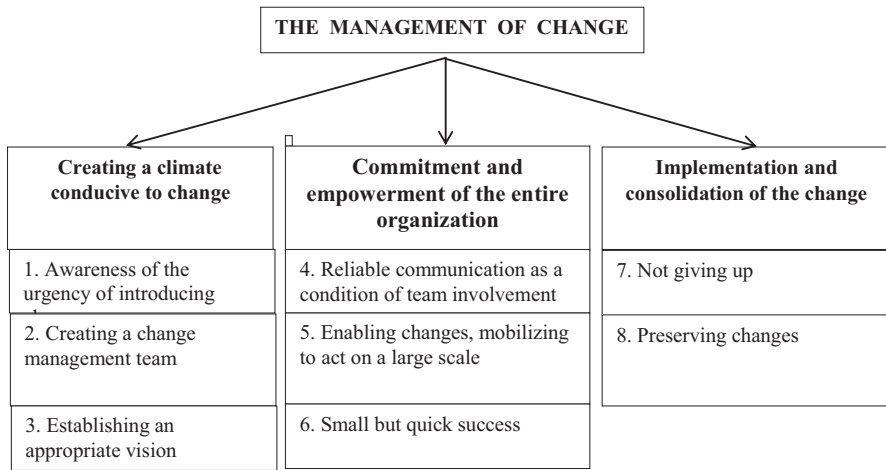 THE MANAGEMENT OF CHANGE
Creating a climate
conducive to change
1. Awareness of the
urgency of introducing
2. Creating a change
management team
3. Establishing an
appropriate vision
Commitment and
empowerment of the entire
organization
4. Reliable communication as a
condition of team involvement
5. Enabling changes, mobilizing
to act on a large scale
6. Small but quick success
Implementation and
consolidation of the change
7. Not giving up
8. Preserving changes